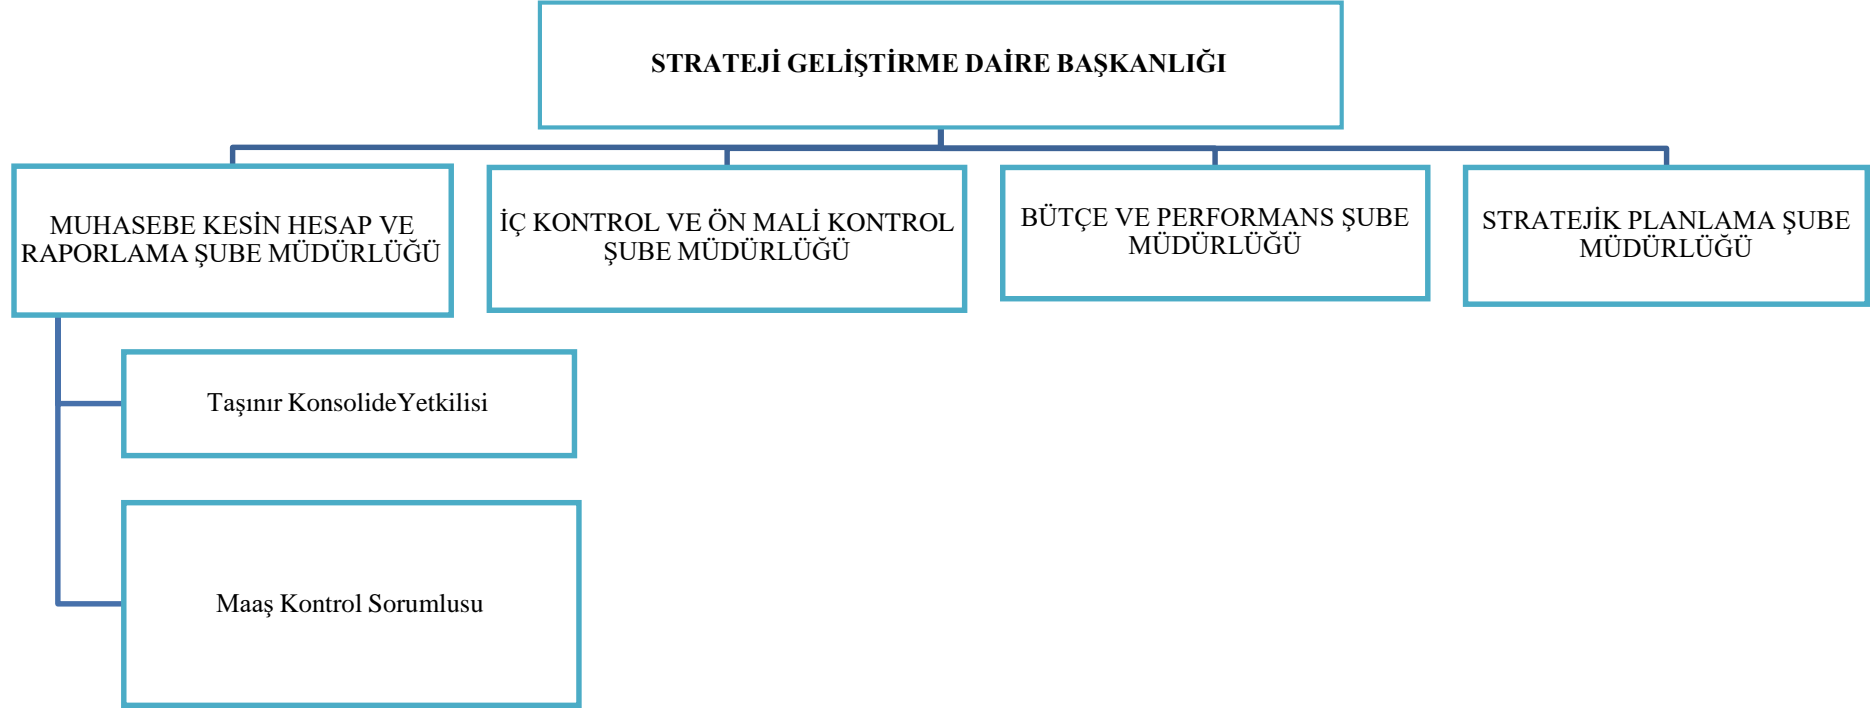 STRATEJİ GELİŞTİRME DAİRE BAŞKANLIĞI
MUHASEBE KESİN HESAP VE
RAPORLAMA ŞUBE MÜDÜRLÜĞÜ
İÇ KONTROL VE ÖN MALİ KONTROL
ŞUBE MÜDÜRLÜĞÜ
BÜTÇE VE PERFORMANS ŞUBE
MÜDÜRLÜĞÜ
STRATEJİK PLANLAMA ŞUBE
MÜDÜRLÜĞÜ
Taşınır KonsolideYetkilisi
Maaş Kontrol Sorumlusu